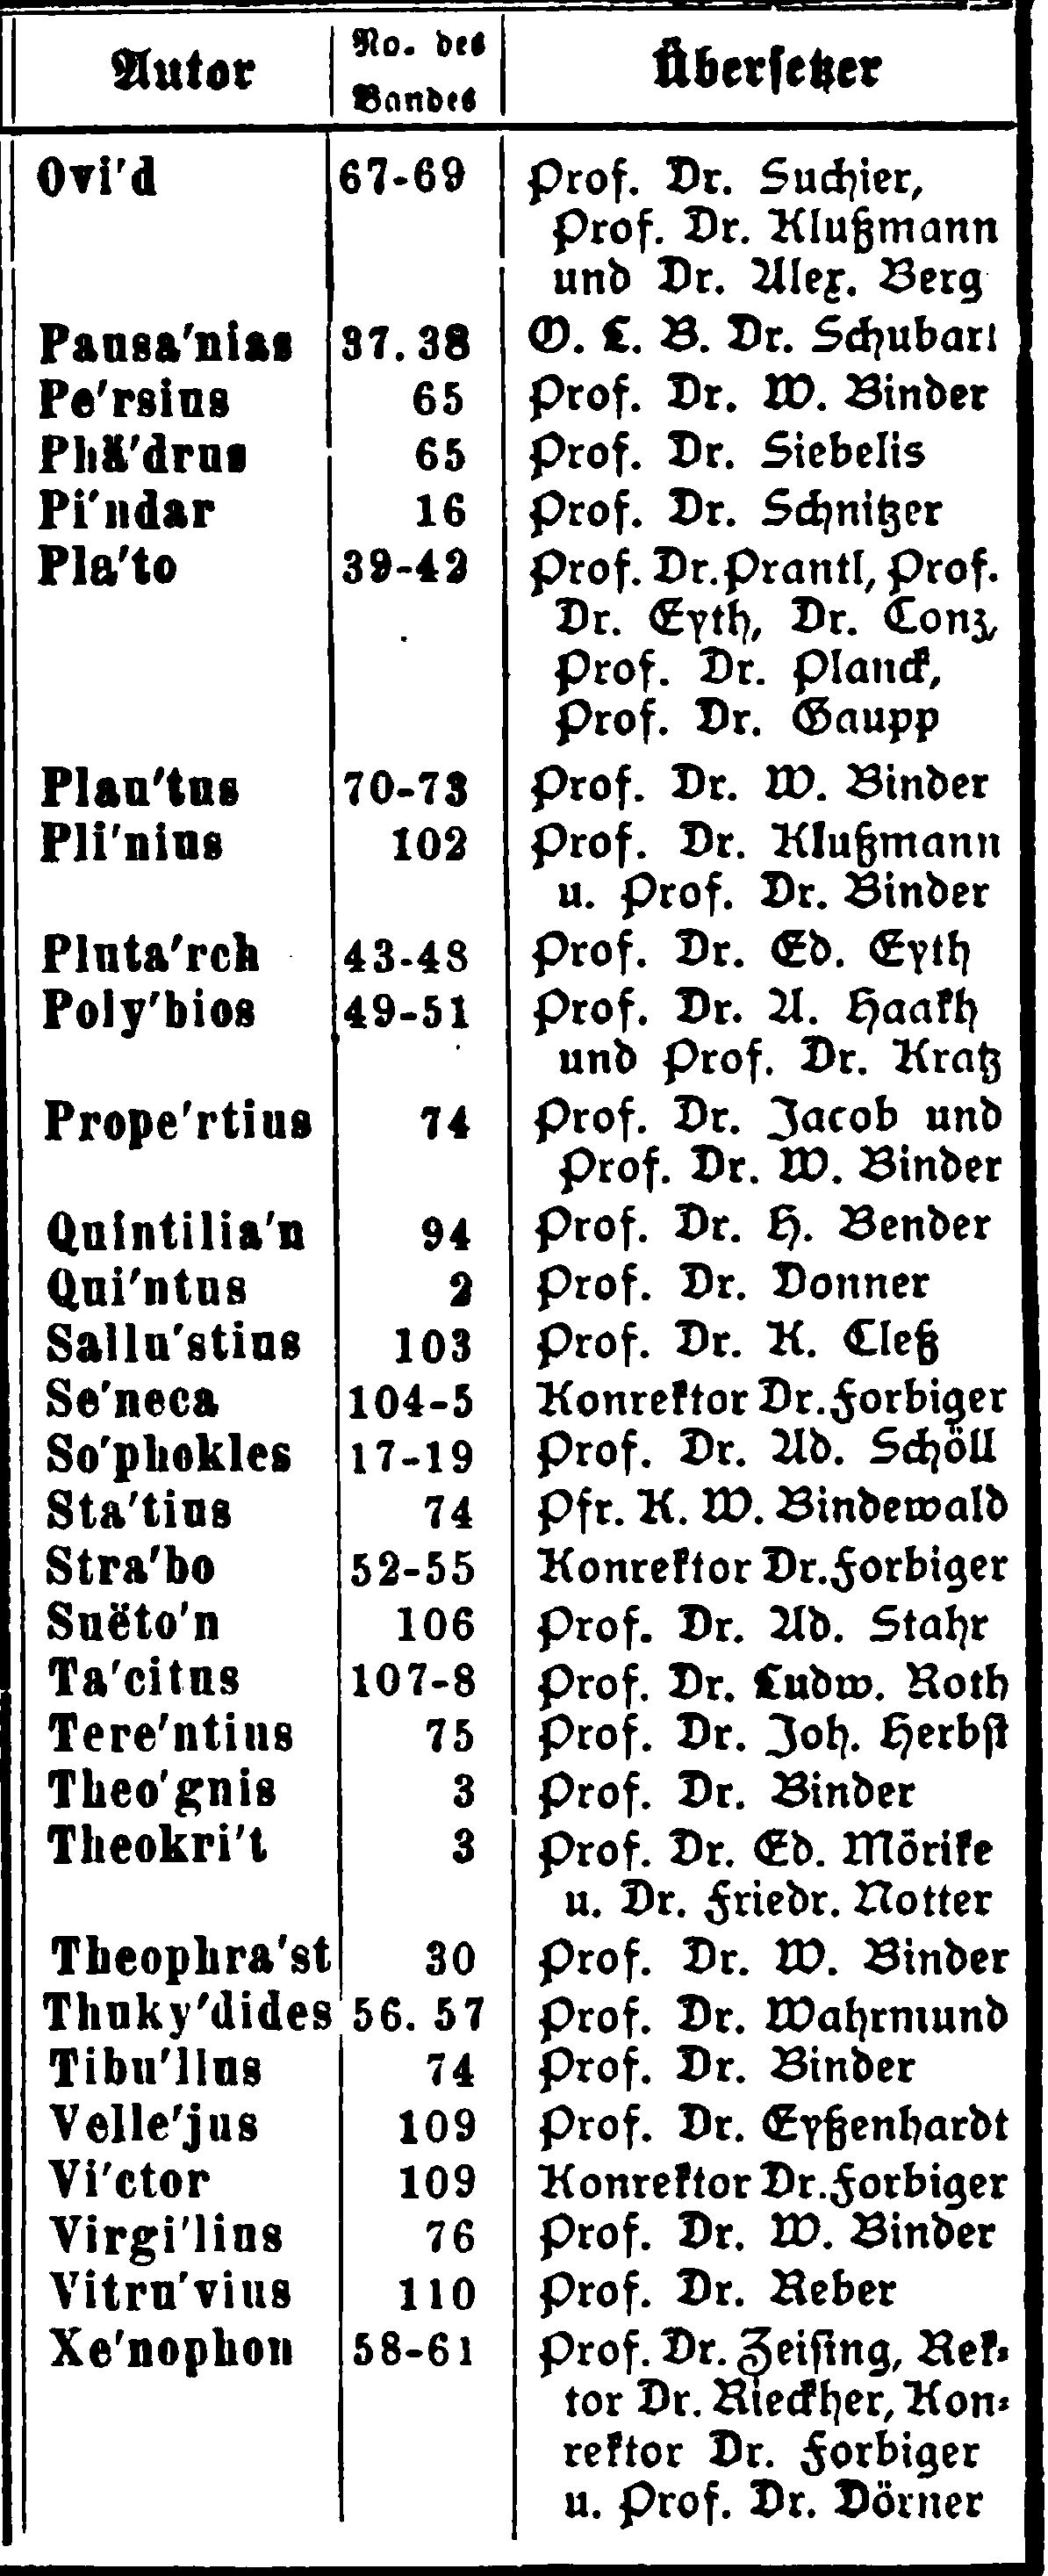 Autor No. des Bandes Übersetzer
Ovi'd 67-69 Prof. Dr. Suchier,
Prof. Dr. Klußmann
und Dr. Alex. Berg
Pausa'nias 37. 38 O. L. B. Dr. Schubart
Pe'rsius 65 Prof. Dr. W. Binder
Phä'drus 65 Prof. Dr. Siebelis
Pi'ndar 16 Prof. Dr. Schnitzer
Pla'to 39-42 Prof. Dr. Prantl, Prof.
Dr. Eyth, Dr. Conz,
Prof. Dr. Planck,
Prof. Dr. Gaupp
Plau'tus 70-73 Prof. Dr. W. Binder
Pli'nius 102 Prof. Dr. Klußmann
u. Prof. Dr. Binder
Pluta'rch 43-48 Prof. Dr. Ed. Eyth
Poly'bios 49-51 Prof. Dr. A. Haakh
und Prof. Dr. Kratz
Prope'rtius 74 Prof. Dr. Jacob und
Prof. Dr. W. Binder
Quintilia'n 94 Prof. Dr. H. Bender
Qui'ntus 2 Prof. Dr. Donner
Sallu'stius 103 Prof. Dr. K. Cleß
Se'neca 104-5 Konrektor Dr. Forbiger
So'phokles 17-19 Prof. Dr. Ad. Schöll
Sta'tius 74 Pfr. K. W. Bindewald
Stra'bo 52-55 Konrektor Dr. Forbiger
Suëto'n 106 Prof. Dr. Ad. Stahr
Ta'citus 107-8 Prof. Dr. Ludw. Roth
Tere'ntius 75 Prof. Dr. Joh. Herbst
Theo'gnis 3 Prof. Dr. Binder
Theokri't 3 Prof. Dr. Ed. Mörike
u. Dr. Friedr. Notter
Theophra'st 30 Prof. Dr. W. Binder
Thuky'dides 56. 57 Prof. Dr. Wahrmund
Tibu'llus 74 Prof. Dr. Binder
Velle'jus 109 Prof. Dr. Eyßenhardt
Vi'ctor 109 Konrektor Dr. Forbiger
Virgi'lius 76 Prof. Dr. W. Binder
Vitru'vius 110 Prof. Dr. Reber
Xe'nophon 58-61 Prof. Dr. Zeising, Rek-
tor Dr. Rieckher, Kon-
rektor Dr. Forbiger
u. Prof. Dr. Dörner